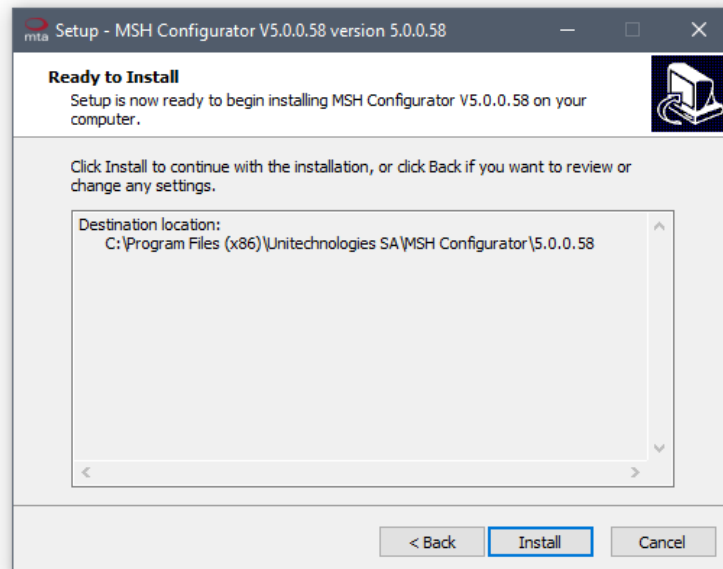 mta
Setup - MSH Configurator V5.0.0.58 version 5.0.0.58
Ready to Install
Setup is now ready to begin installing MSH Configurator V5.0.0.58 on your
computer.
Click Install to continue with the installation, or click Back if you want to review or
change any settings.
Destination location:
C:\Program Files (x86)\Unitechnologies SA\MSH Configurator\5.0.0.58
< Back
Install
Cancel